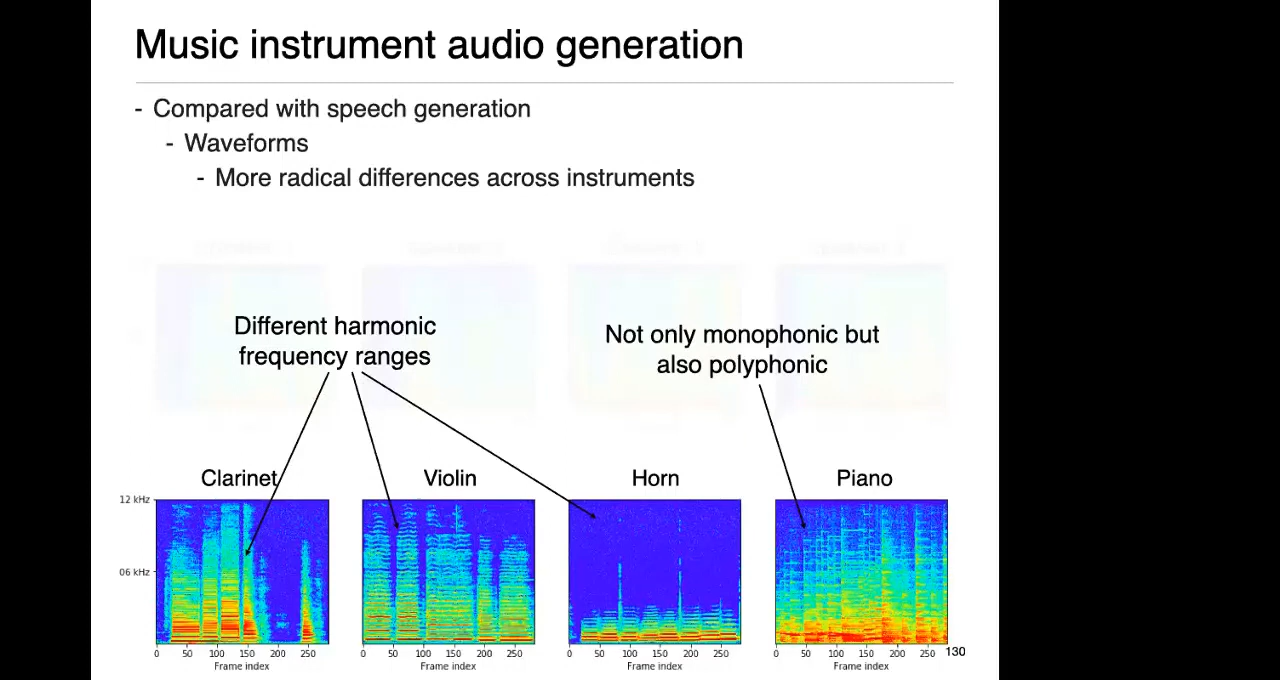 Music instrument audio generation
- Compared with speech generation
- Waveforms
- More radical differences across instruments
Different harmonic
frequency ranges
Not only monophonic but
also polyphonic
Clarinet
Violin
Horn
Piano
12 kHz
06 kHz
0 50 100 150 200 250
0 50 100 150 200 250
0 50 100 150 200 250
0 50 100 150 200 250
Frame index
Frame index
Frame index
Frame index
130